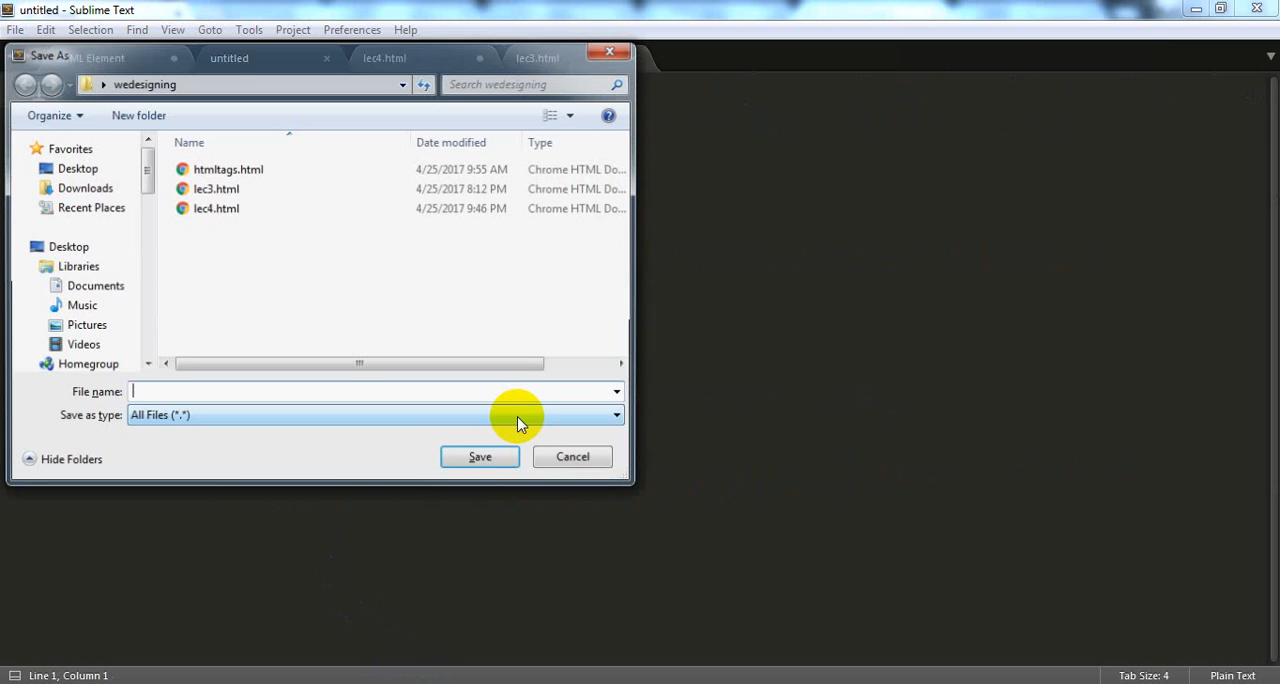 untitled - Sublime Text
File Edit Selection Find View Goto Tools Project Preferences Help
Save As
ML Element untitled lec4.html lec3.html
wedesigning
Search wedesigning
Organize New folder
Name Date modified Type
Favorites
Desktop
Downloads
Recent Places
Desktop
Libraries
Documents
Music
Pictures
Videos
Homegroup
htmltags.html 4/25/2017 9:55 AM Chrome HTML Do...
lec3.html 4/25/2017 8:12 PM Chrome HTML Do...
lec4.html 4/25/2017 9:46 PM Chrome HTML Do...
File name:
Save as type: All Files (*.*)
Hide Folders
Save Cancel
Line 1, Column 1
Tab Size: 4
Plain Text